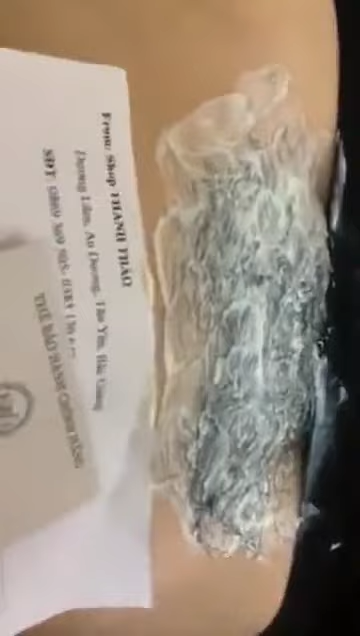 From: Shop THANH THẢO
Dương Lâm, An Dương, Tân Yên, Bắc Giang
SĐT:
THẺ BẢO HÀNH CHÍNH HÃNG